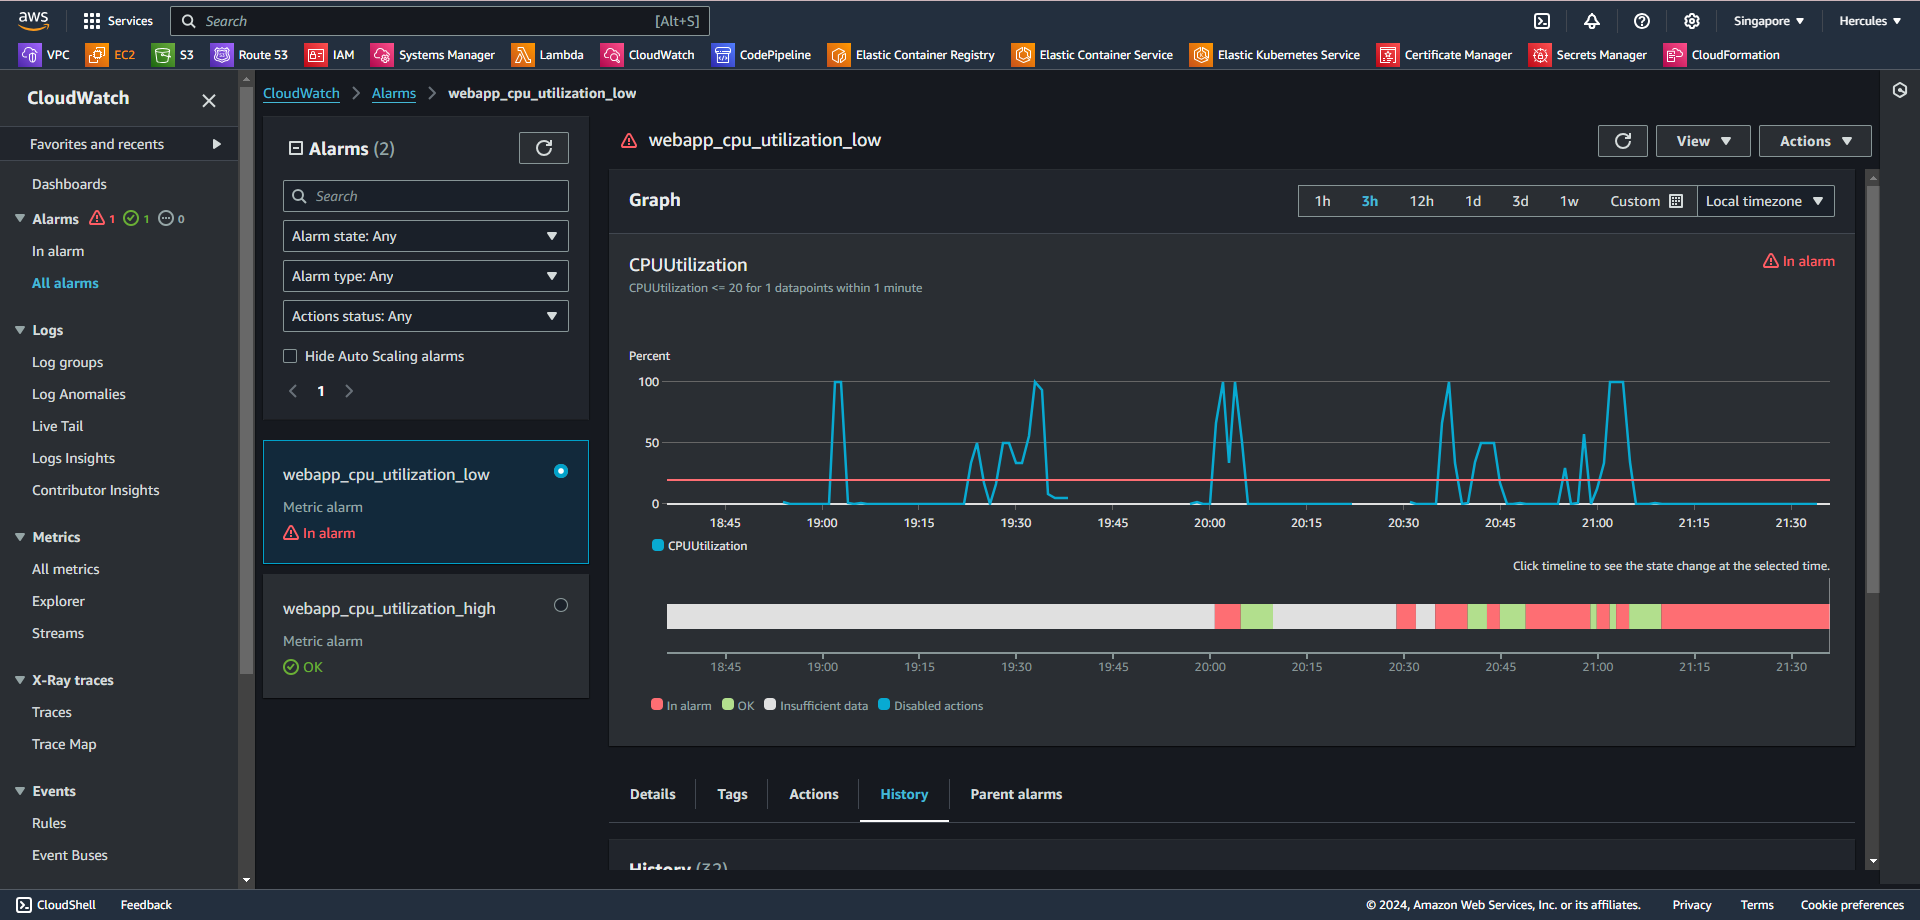 aws
Services
Search
[Alt+S]
Singapore
Hercules
VPC
EC2
S3
Route 53
IAM
Systems Manager
Lambda
CloudWatch
CodePipeline
Elastic Container Registry
Elastic Container Service
Elastic Kubernetes Service
Certificate Manager
Secrets Manager
CloudFormation
CloudWatch
Favorites and recents
Dashboards
Alarms 1 1 0
In alarm
All alarms
Logs
Log groups
Log Anomalies
Live Tail
Logs Insights
Contributor Insights
Metrics
All metrics
Explorer
Streams
X-Ray traces
Traces
Trace Map
Events
Rules
Event Buses
CloudWatch
Alarms
webapp_cpu_utilization_low
Alarms (2)
Search
Alarm state: Any
Alarm type: Any
Actions status: Any
Hide Auto Scaling alarms
1
webapp_cpu_utilization_low
Metric alarm
In alarm
webapp_cpu_utilization_high
Metric alarm
OK
webapp_cpu_utilization_low
View
Actions
Graph
1h
3h
12h
1d
3d
1w
Custom
Local timezone
CPUUtilization
In alarm
CPUUtilization <= 20 for 1 datapoints within 1 minute
Percent
100
50
0
18:45 19:00 19:15 19:30 19:45 20:00 20:15 20:30 20:45 21:00 21:15 21:30
CPUUtilization
Click timeline to see the state change at the selected time.
18:45 19:00 19:15 19:30 19:45 20:00 20:15 20:30 20:45 21:00 21:15 21:30
In alarm
OK
Insufficient data
Disabled actions
Details
Tags
Actions
History
Parent alarms
History (32)
CloudShell
Feedback
© 2024, Amazon Web Services, Inc. or its affiliates.
Privacy
Terms
Cookie preferences